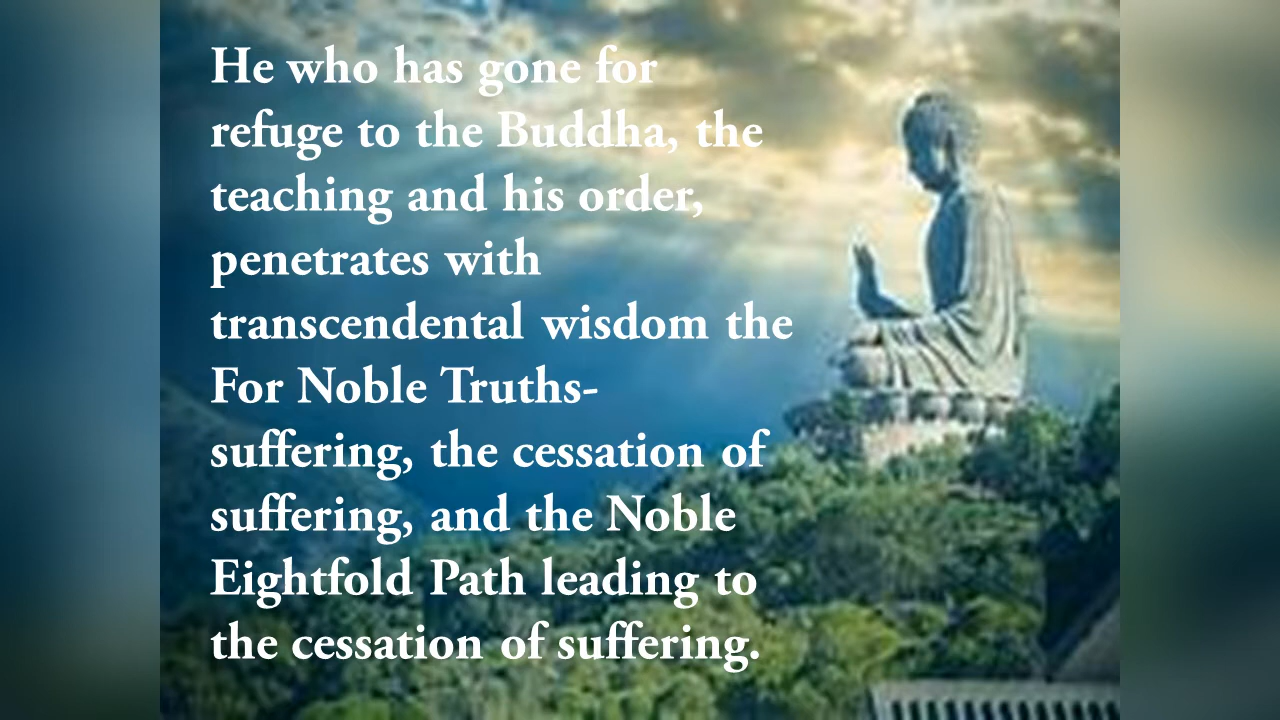 He who has gone for
refuge to the Buddha, the
teaching and his order,
penetrates with
transcendental wisdom the
For Noble Truths-
suffering, the cessation of
suffering, and the Noble
Eightfold Path leading to
the cessation of suffering.